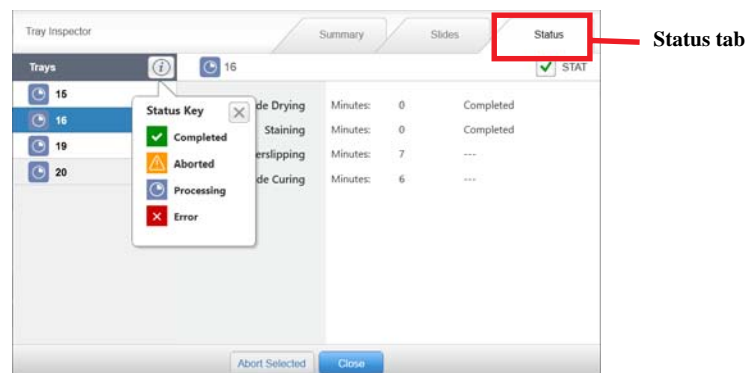 Tray Inspector
Summary
Slides
Status
Status tab
Trays
i
16
STAT
15
16
19
20
Status Key
Completed
Aborted
Processing
Error
de Drying Minutes: 0 Completed
Staining Minutes: 0 Completed
erslipping Minutes: 7 ---
de Curing Minutes: 6 ---
Abort Selected
Close